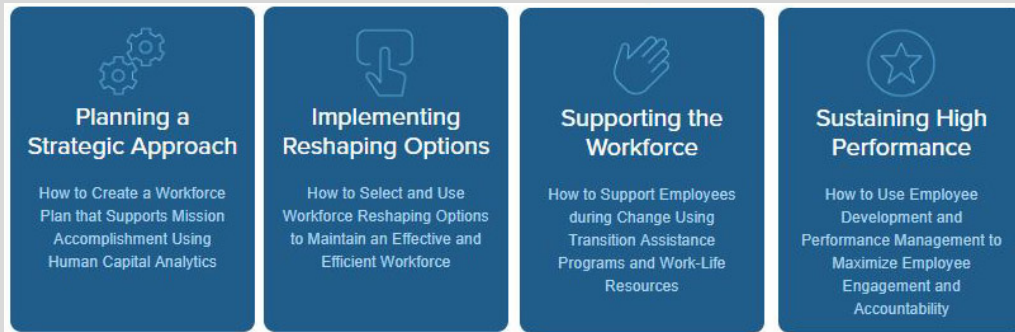 Planning a
Strategic Approach
How to Create a Workforce
Plan that Supports Mission
Accomplishment Using
Human Capital Analytics
Implementing
Reshaping Options
How to Select and Use
Workforce Reshaping Options
to Maintain an Effective and
Efficient Workforce
Supporting the
Workforce
How to Support Employees
during Change Using
Transition Assistance
Programs and Work-Life
Resources
Sustaining High
Performance
How to Use Employee
Development and
Performance Management to
Maximize Employee
Engagement and
Accountability